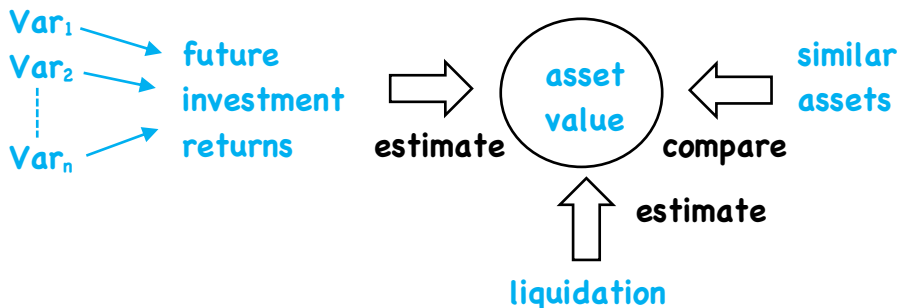 Var₁
Var₂
Varₙ
future
investment
returns
estimate
asset
value
compare
similar
assets
estimate
liquidation